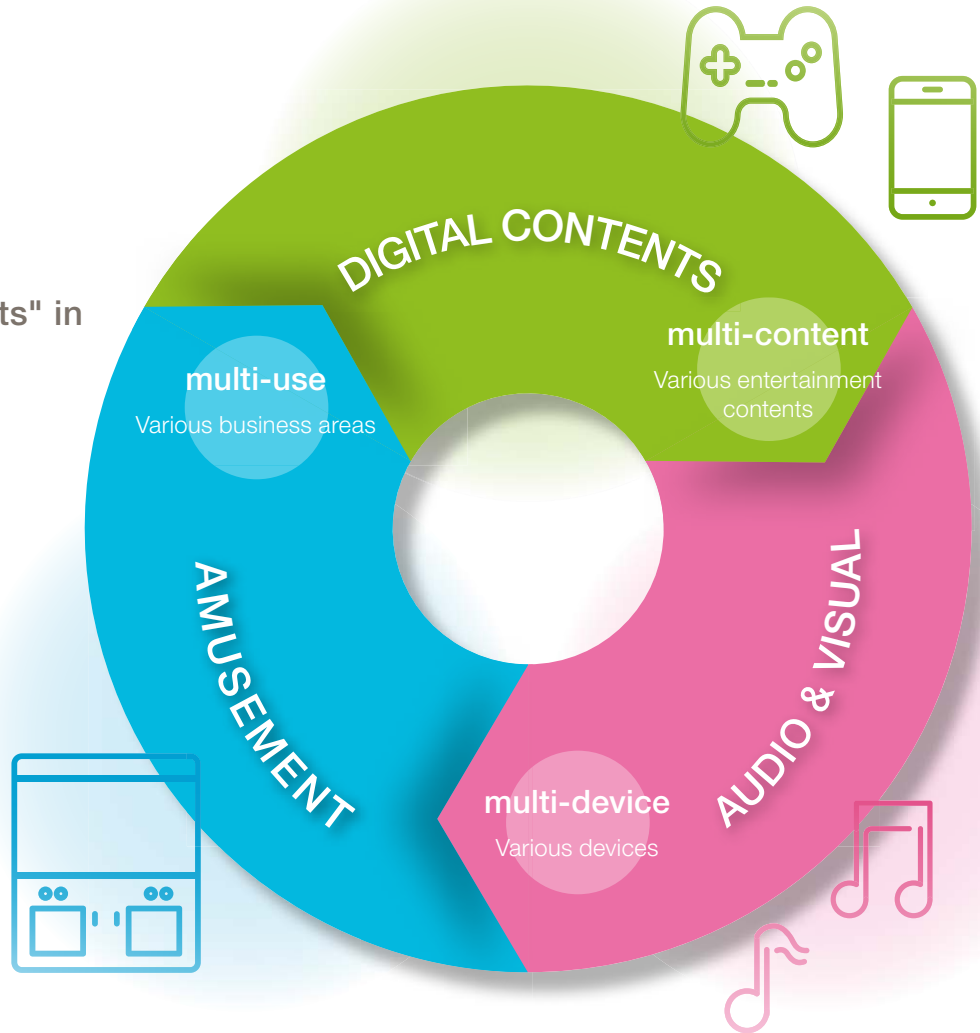 DIGITAL CONTENTS
ts" in
multi-content
Various entertainment
contents
multi-use
Various business areas
AMUSEMENT
AUDIO & VISUAL
multi-device
Various devices